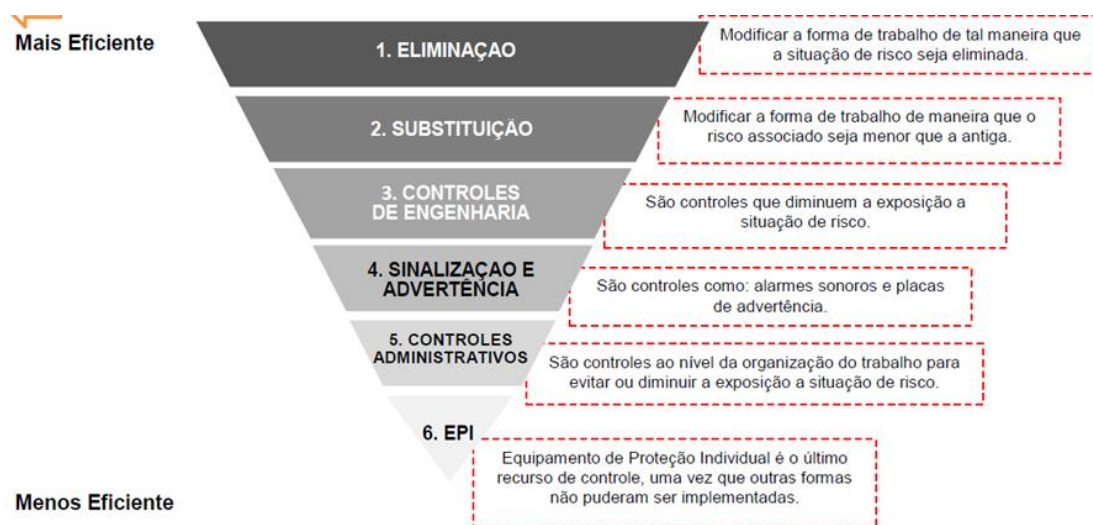 Mais Eficiente
1. ELIMINAÇAO
Modificar a forma de trabalho de tal maneira que
a situação de risco seja eliminada.
2. SUBSTITUIÇÃO
Modificar a forma de trabalho de maneira que o
risco associado seja menor que a antiga.
3. CONTROLES
DE ENGENHARIA
São controles que diminuem a exposição a
situação de risco.
4. SINALIZAÇAO E
ADVERTÊNCIA
São controles como: alarmes sonoros e placas
de advertência.
5. CONTROLES
ADMINISTRATIVOS
São controles ao nível da organização do trabalho para
evitar ou diminuir a exposição a situação de risco.
6. EPI
Equipamento de Proteção Individual é o último
recurso de controle, uma vez que outras formas
não puderam ser implementadas.
Menos Eficiente